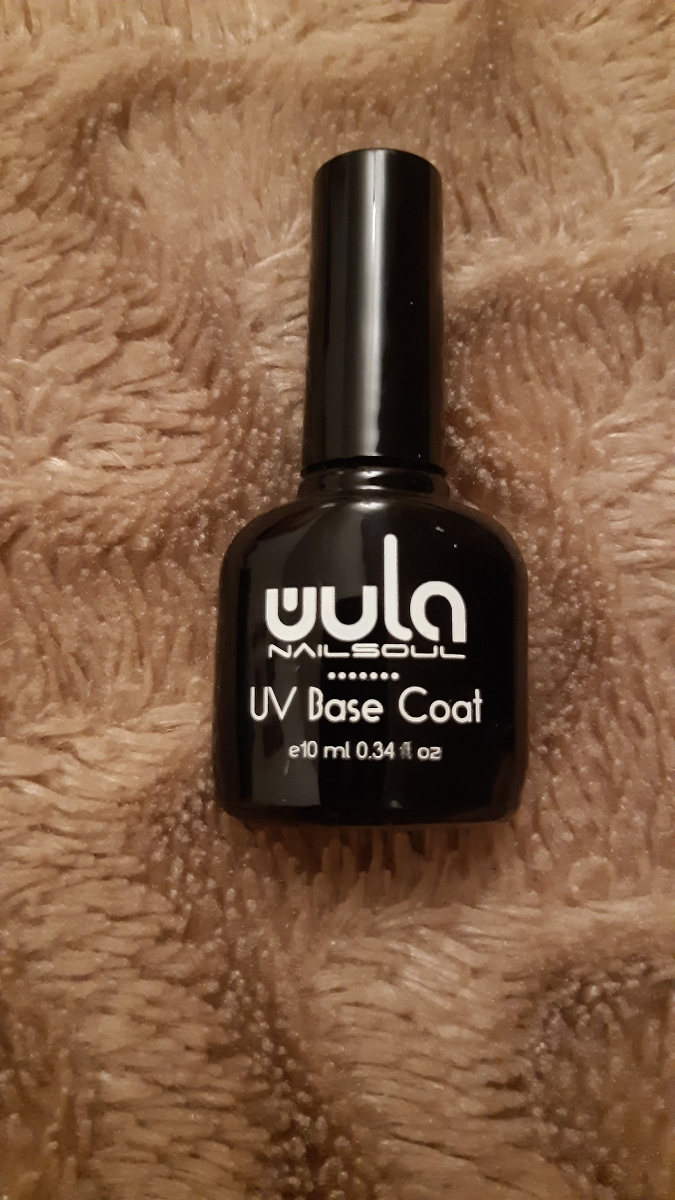 wula
NAILSOUL
UV Base Coat
e10 ml 0.34 fl oz